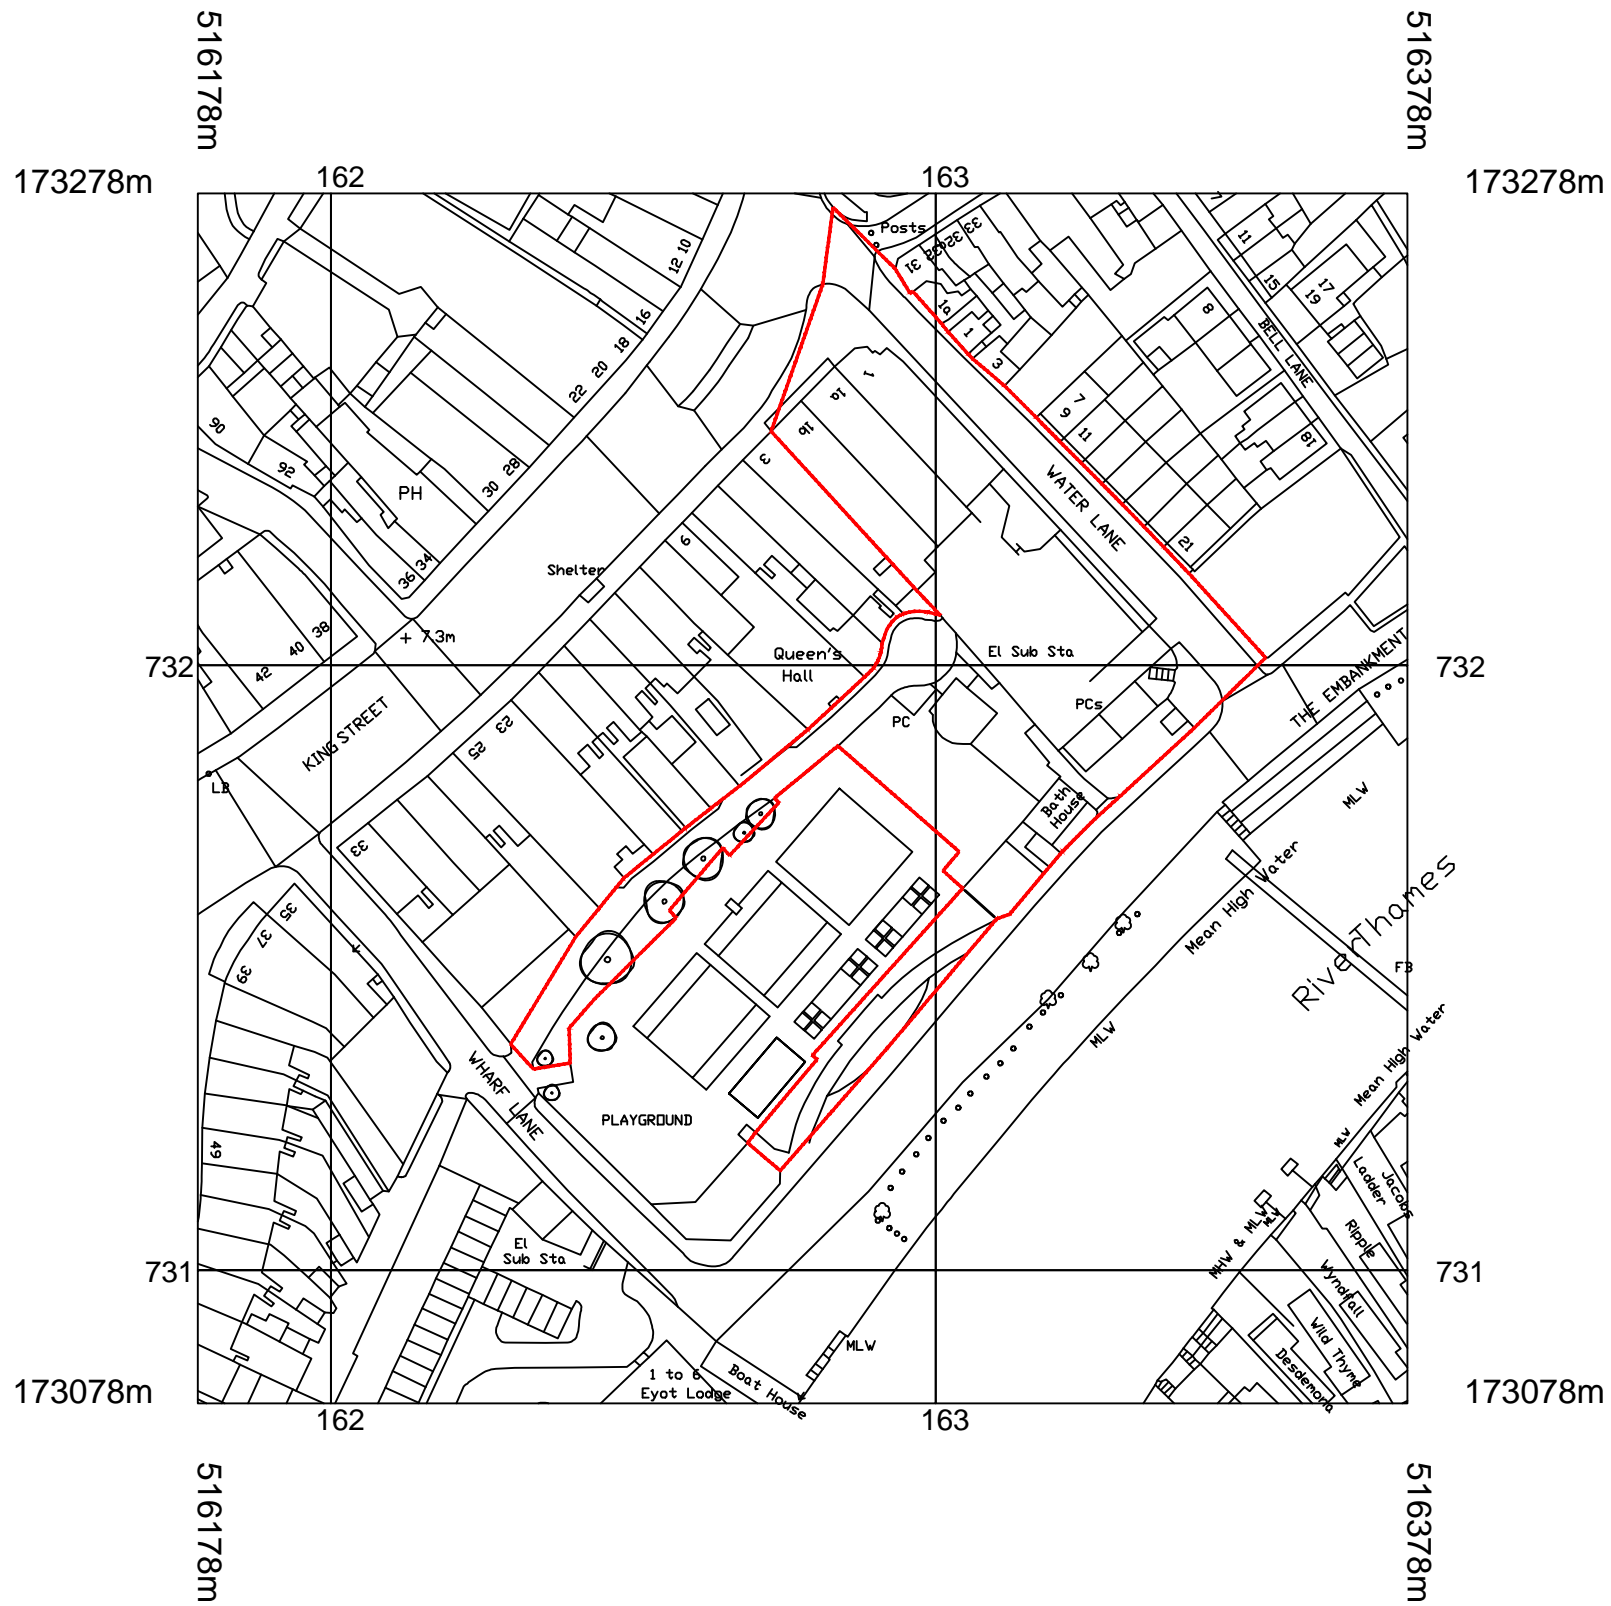 516178m
516378m
173278m
162
163
173278m
Posts
33
32
31
1a
1
3
7
11
15
17
19
8
BELL LANE
12 10
16
18
20
22
28
30
90
92
PH
36 34
1
1a
1b
3
7
9
11
18
21
WATER LANE
6
Shelter
38
40
42
+ 7.3m
Queen's
Hall
El Sub Sta
732
732
THE EMBANKMENT
PCs
PC
KING STREET
23
25
LB
Bath
House
MLW
33
Mean High Water
River Thames
FB
35
37
39
MLW
Mean High Water
WHARF LANE
PLAYGROUND
49
MLW
Jacobs
Ladder
El
Sub Sta
MHW & MLW
MLW
Ripple
Wyndfall
731
731
Wild Thyme
Desdemona
MLW
1 to 6
Eyot Lodge
Boat House
173078m
162
163
173078m
516178m
516378m